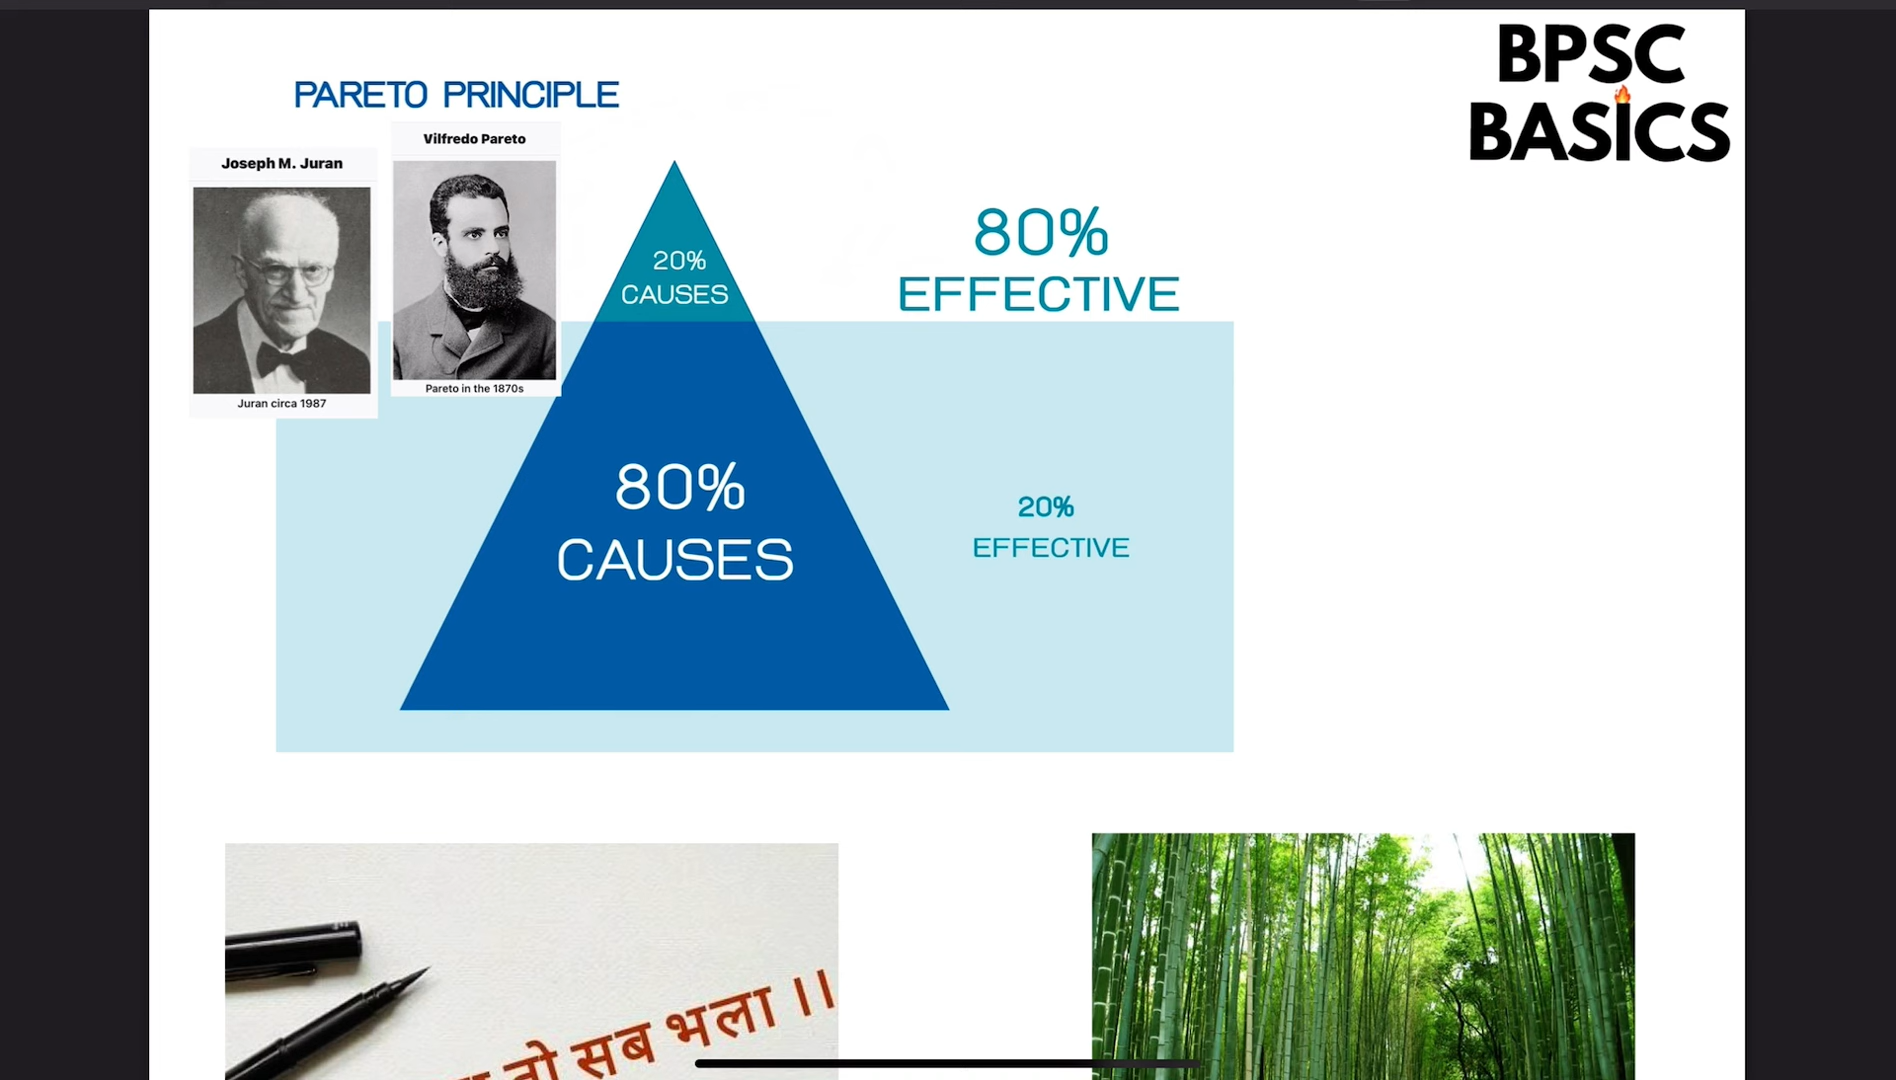 BPSC
BASICS
PARETO PRINCIPLE
Joseph M. Juran
Juran circa 1987
Vilfredo Pareto
Pareto in the 1870s
20%
CAUSES
80%
EFFECTIVE
80%
CAUSES
20%
EFFECTIVE
तो सब भला ।।